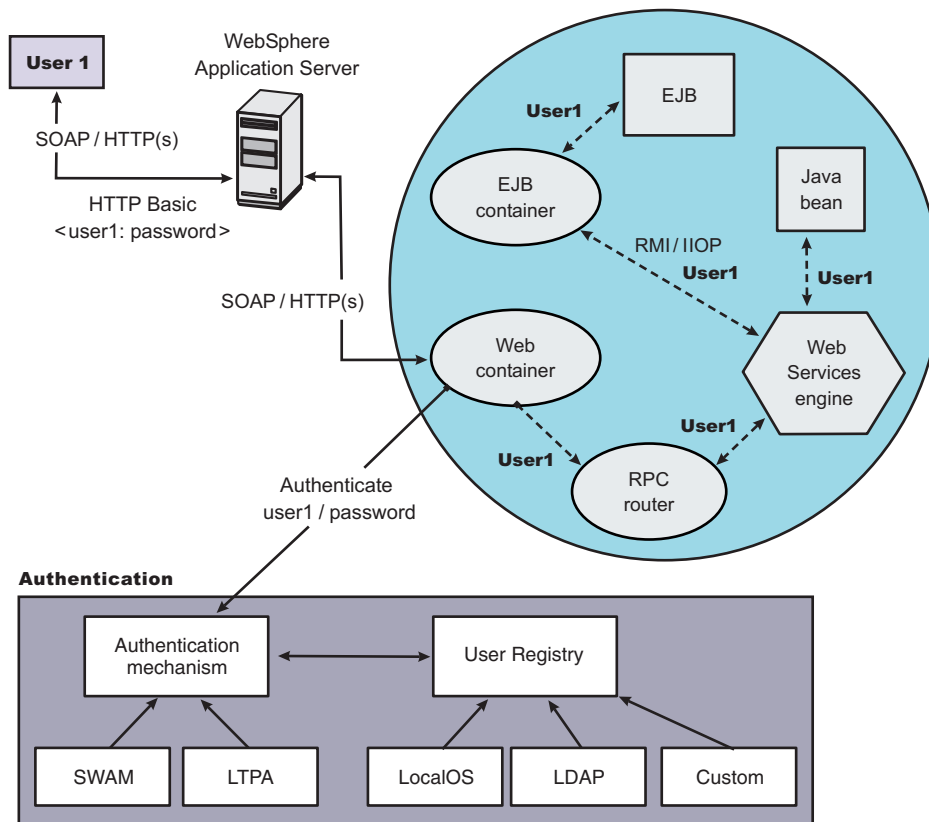 User 1
WebSphere
Application Server
SOAP / HTTP(s)
HTTP Basic
<user1: password>
SOAP / HTTP(s)
EJB
User1
EJB
container
Java
bean
RMI / IIOP
User1
User1
Web
container
Web
Services
engine
User1
User1
RPC
router
Authenticate
user1 / password
Authentication
Authentication
mechanism
User Registry
SWAM
LTPA
LocalOS
LDAP
Custom